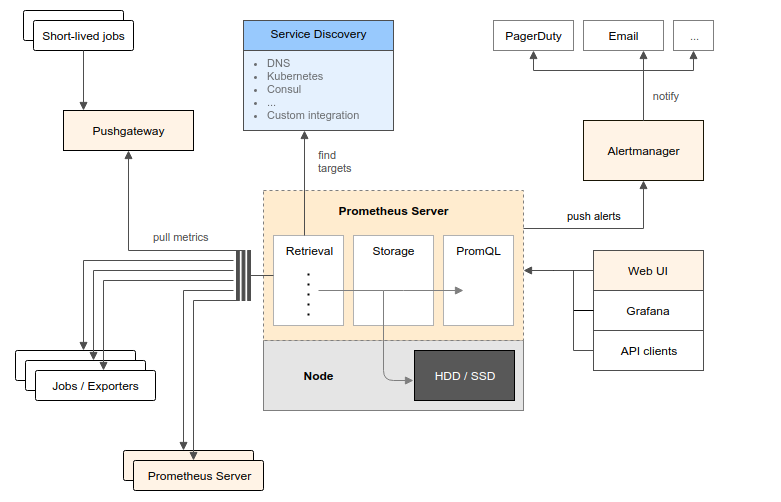 Short-lived jobs
Service Discovery
DNS
Kubernetes
Consul
...
Custom integration
PagerDuty
Email
...
notify
Pushgateway
Alertmanager
find
targets
pull metrics
Prometheus Server
push alerts
Retrieval
Storage
PromQL
Web UI
Grafana
API clients
Node
HDD / SSD
Jobs / Exporters
Prometheus Server